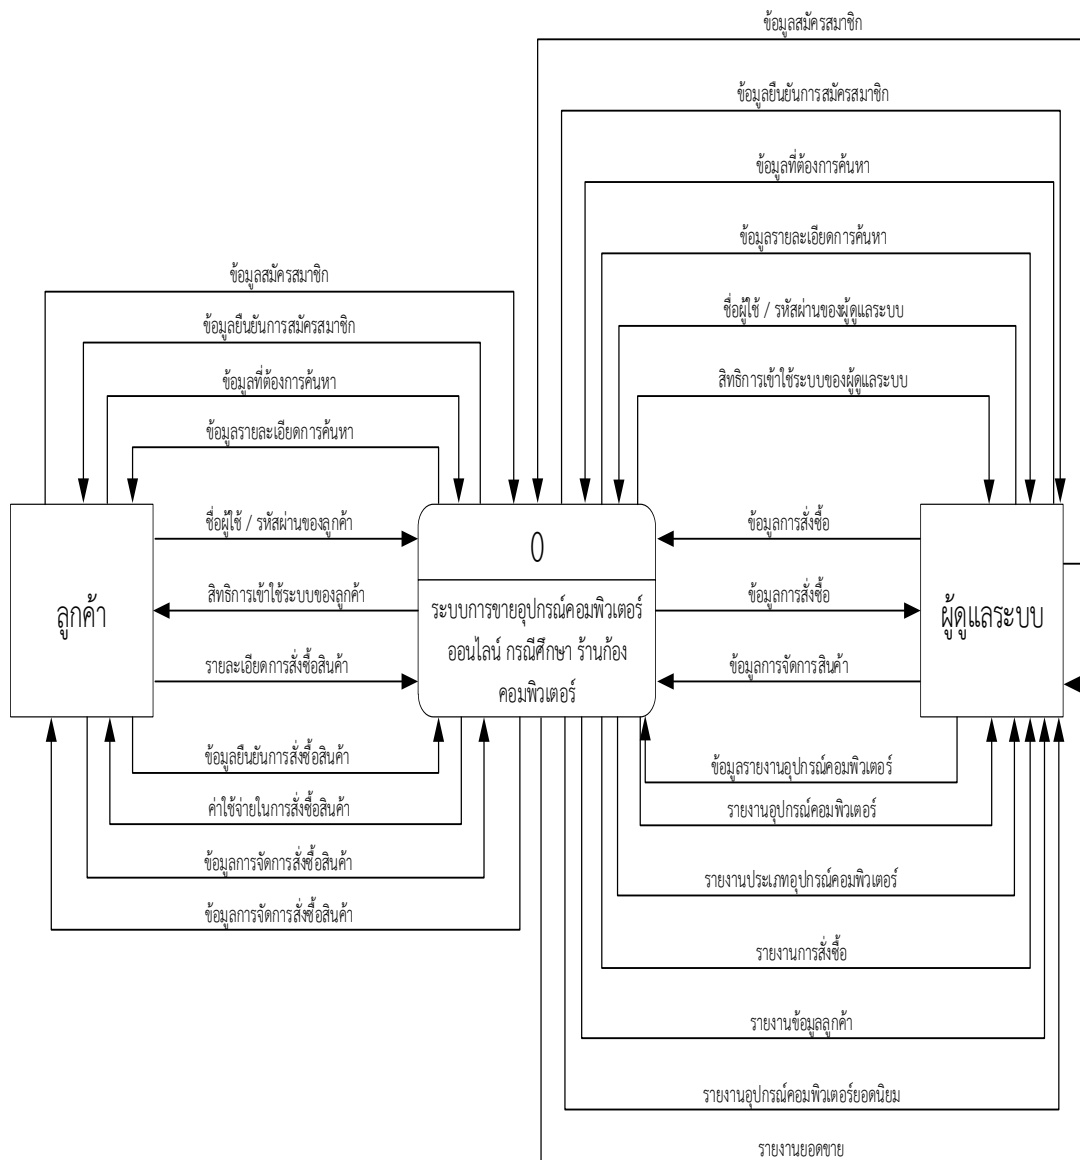 ข้อมูลสมัครสมาชิก
ข้อมูลยืนยันการสมัครสมาชิก
ข้อมูลที่ต้องการค้นหา
ข้อมูลรายละเอียดการค้นหา
ข้อมูลสมัครสมาชิก
ชื่อผู้ใช้ / รหัสผ่านของผู้ดูแลระบบ
ข้อมูลยืนยันการสมัครสมาชิก
สิทธิการเข้าใช้ระบบของผู้ดูแลระบบ
ข้อมูลที่ต้องการค้นหา
ข้อมูลรายละเอียดการค้นหา
ชื่อผู้ใช้ / รหัสผ่านของลูกค้า
ข้อมูลการสั่งซื้อ
0
สิทธิการเข้าใช้ระบบของลูกค้า
ข้อมูลการสั่งซื้อ
ลูกค้า
ระบบการขายอุปกรณ์คอมพิวเตอร์
ออนไลน์ กรณีศึกษา ร้านก้อง
คอมพิวเตอร์
ผู้ดูแลระบบ
รายละเอียดการสั่งซื้อสินค้า
ข้อมูลการจัดการสินค้า
ข้อมูลยืนยันการสั่งซื้อสินค้า
ข้อมูลรายงานอุปกรณ์คอมพิวเตอร์
ค่าใช้จ่ายในการสั่งซื้อสินค้า
รายงานอุปกรณ์คอมพิวเตอร์
ข้อมูลการจัดการสั่งซื้อสินค้า
รายงานประเภทอุปกรณ์คอมพิวเตอร์
ข้อมูลการจัดการสั่งซื้อสินค้า
รายงานการสั่งซื้อ
รายงานข้อมูลลูกค้า
รายงานอุปกรณ์คอมพิวเตอร์ยอดนิยม
รายงานยอดขาย